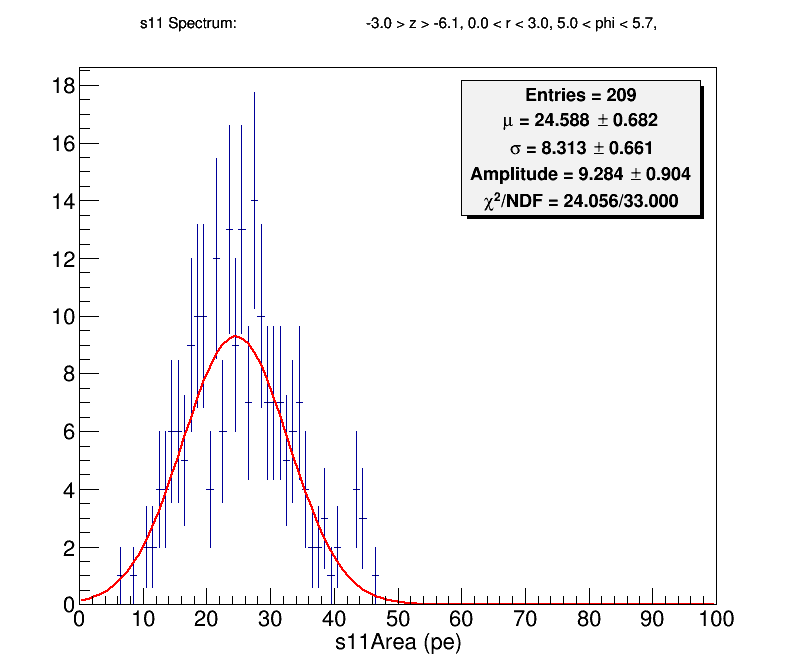 s11 Spectrum: -3.0 > z > -6.1, 0.0 < r < 3.0, 5.0 < phi < 5.7,
Entries = 209
μ = 24.588 ± 0.682
σ = 8.313 ± 0.661
Amplitude = 9.284 ± 0.904
χ²/NDF = 24.056/33.000
18
16
14
12
10
8
6
4
2
0
0 10 20 30 40 50 60 70 80 90 100
s11Area (pe)